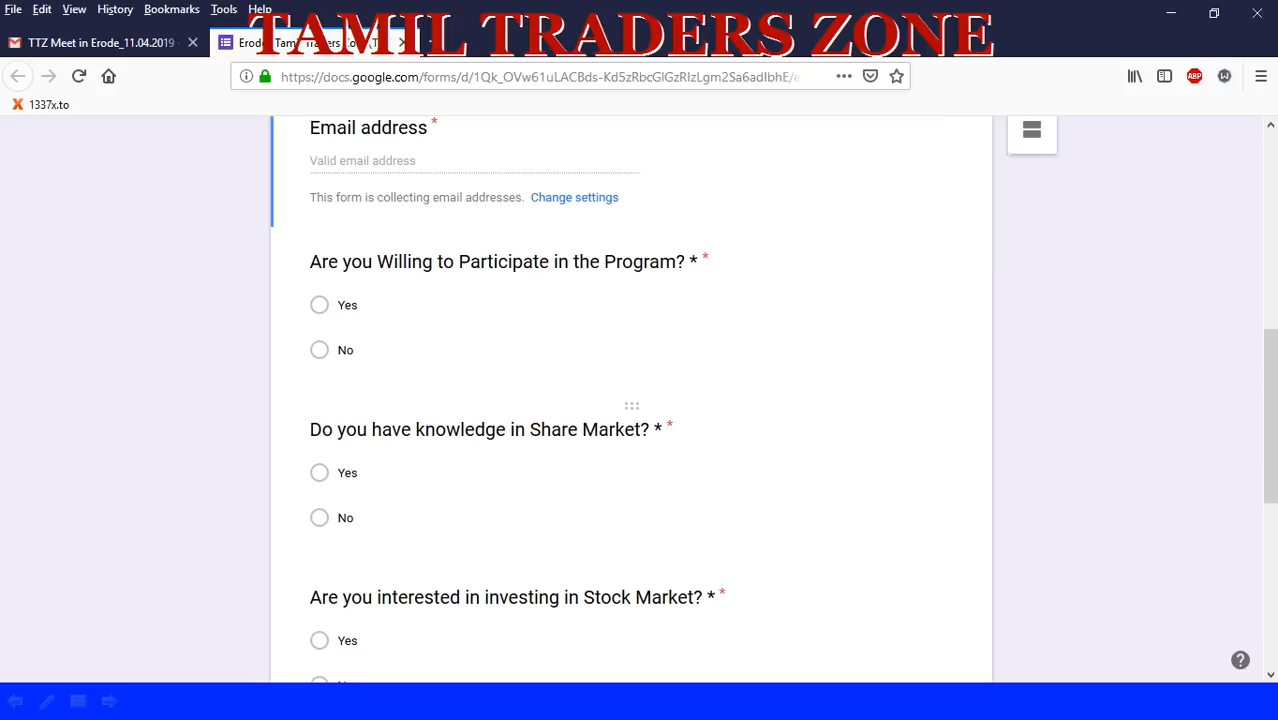 File Edit View History Bookmarks Tools Help
TAMIL TRADERS ZONE
TTZ Meet in Erode_11.04.2019
https://docs.google.com/forms/d/1Qk_OVw61uLACBds-Kd5zRbcGlGzRIzLgm2Sa6adIbhE/e
ABP
1337x.to
Email address *
Valid email address
This form is collecting email addresses. Change settings
Are you Willing to Participate in the Program? * *
Yes
No
Do you have knowledge in Share Market? * *
Yes
No
Are you interested in investing in Stock Market? * *
Yes